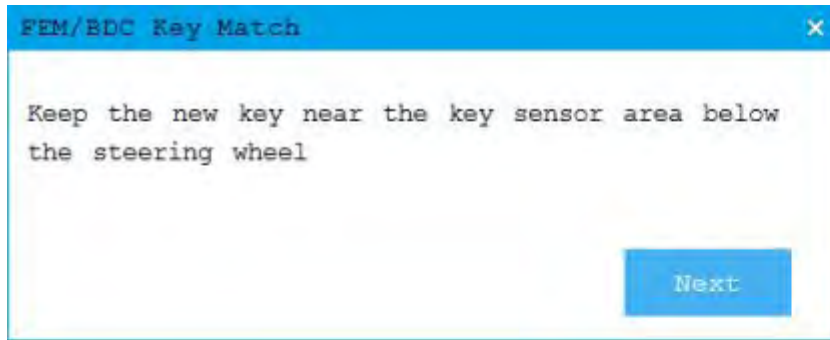 FEM/BDC Key Match
Keep the new key near the key sensor area below
the steering wheel
Next